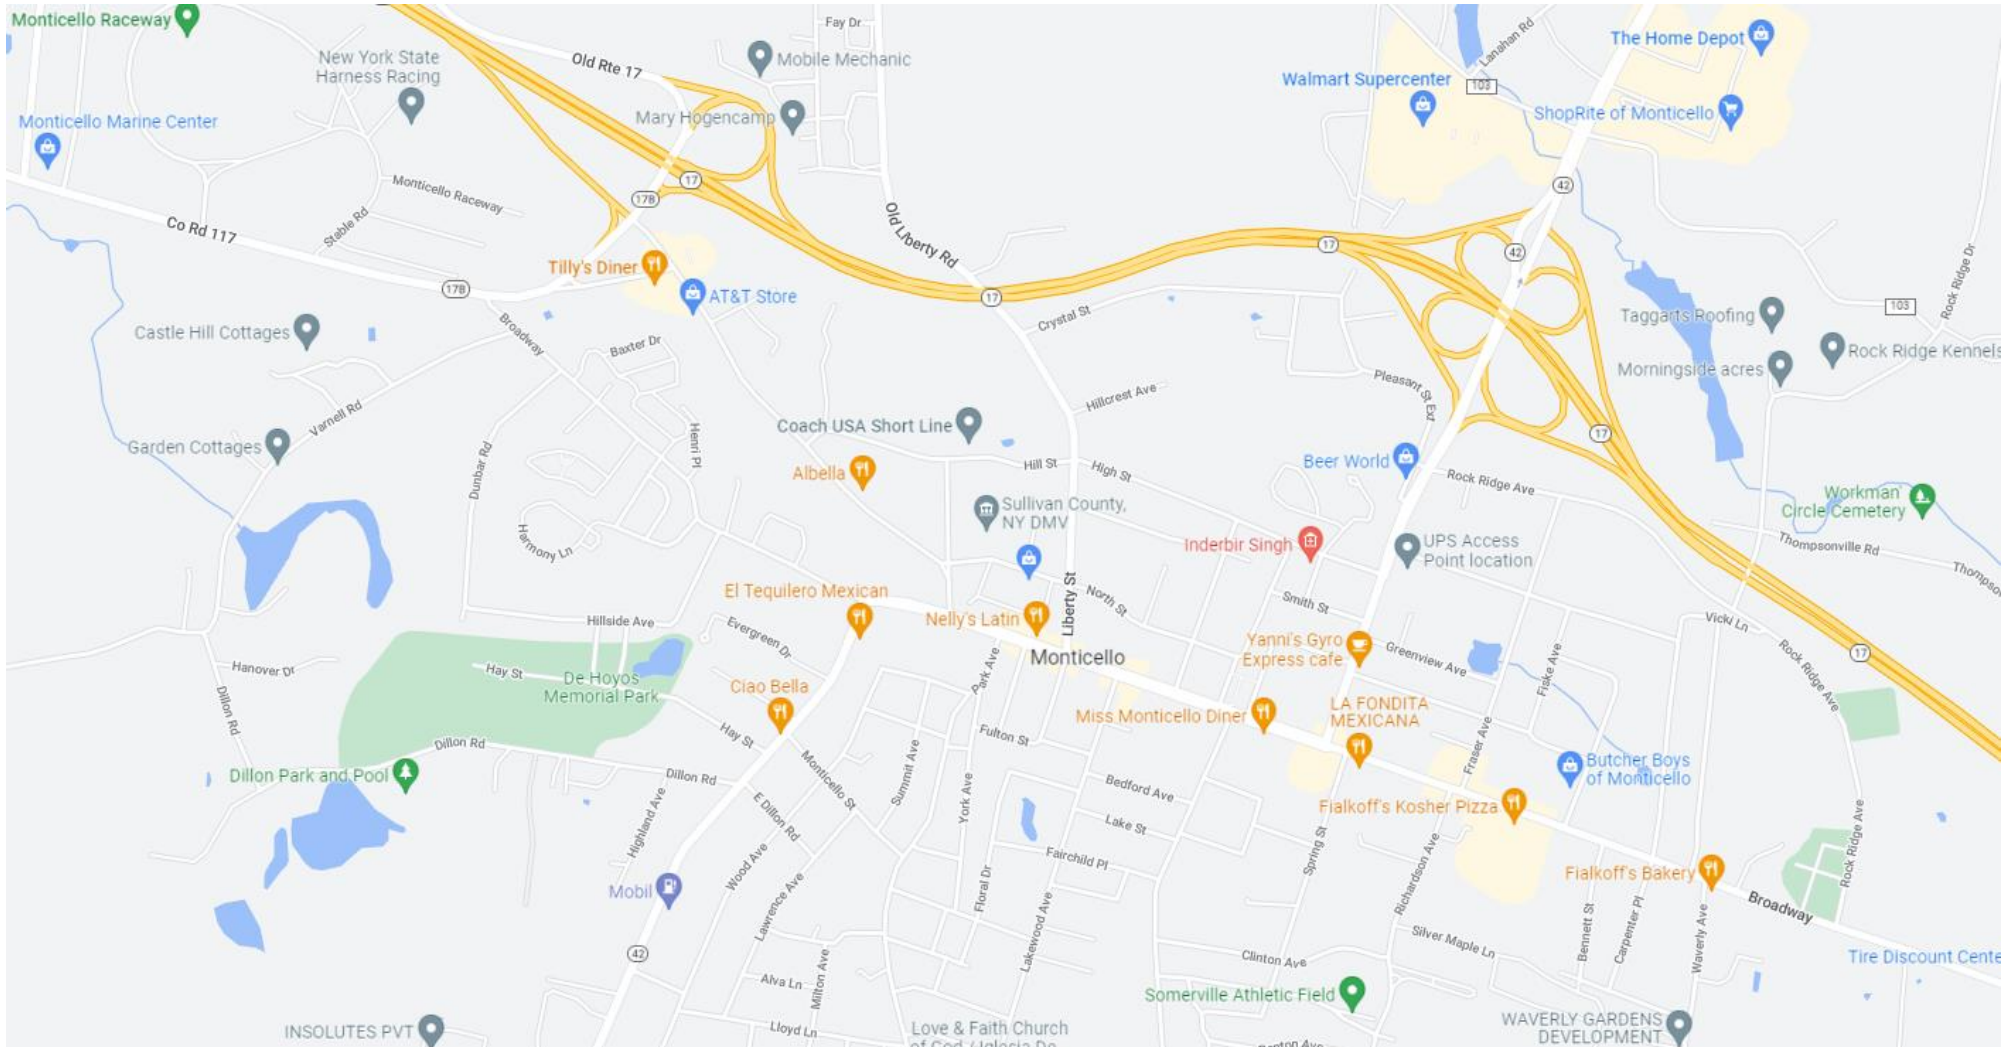 Monticello Raceway
Fay Dr
Lanahan Rd
The Home Depot
New York State
Harness Racing
Old Rte 17
Mobile Mechanic
Walmart Supercenter
103
Monticello Marine Center
Mary Hogencamp
ShopRite of Monticello
Monticello Raceway
17
178
42
Co Rd 117
Stable Rd
Old Liberty Rd
17
42
Tilly's Diner
178
AT&T Store
17
Rock Ridge Dr
103
Castle Hill Cottages
Broadway
Baxter Dr
Crystal St
Taggarts Roofing
Rock Ridge Kennels
Morningside acres
Pleasant St Ext
Hillcrest Ave
Varnell Rd
Garden Cottages
Coach USA Short Line
17
Henri Pl
Dunbar Rd
Albella
Hill St
High St
Beer World
Rock Ridge Ave
Workman'
Circle Cemetery
Sullivan County,
NY DMV
Harmony Ln
Inderbir Singh
UPS Access
Point location
Thompsonville Rd
El Tequilero Mexican
Liberty St
North St
Smith St
Hillside Ave
Evergreen Dr
Nelly's Latin
Vicki Ln
Yanni's Gyro
Express cafe
Greenview Ave
17
Monticello
Park Ave
Fiske Ave
Rock Ridge Ave
Hanover Dr
Hay St
De Hoyos
Memorial Park
Ciao Bella
Dillon Rd
Miss Monticello Diner
LA FONDITA
MEXICANA
Hay St
Fulton St
Fraser Ave
Dillon Rd
Dillon Park and Pool
Dillon Rd
Monticello St
Summit Ave
York Ave
Bedford Ave
Butcher Boys
of Monticello
Highland Ave
E Dillon Rd
Lake St
Fialkoff's Kosher Pizza
Wood Ave
Fairchild Pl
Spring St
Richardson Ave
Rock Ridge Ave
Mobil
Lawrence Ave
Floral Dr
Fialkoff's Bakery
Broadway
42
Lakewood Ave
Silver Maple Ln
Bennett St
Carpenter Pl
Waverly Ave
Clinton Ave
Tire Discount Cente
Alva Ln
Milton Ave
Somerville Athletic Field
INSOLUTES PVT
Lloyd Ln
Love & Faith Church
WAVERLY GARDENS
DEVELOPMENT